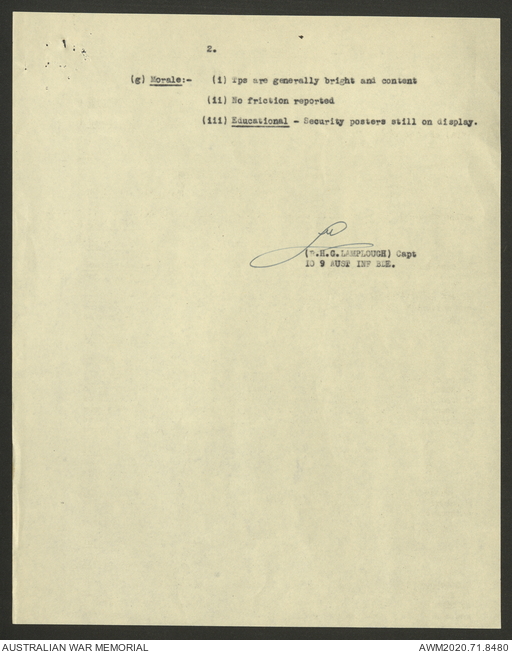 2.
(g) Morale:- (i) Tps are generally bright and content
(ii) No friction reported
(iii) Educational - Security posters still on display.
.H.G.LAMPLOUGH) Capt
IO 9 AUST INF BDE.
AUSTRALIAN WAR MEMORIAL AWM2020.71.8480